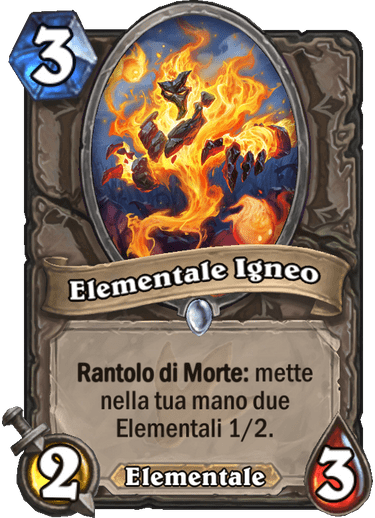 3
Elementale Igneo
Rantolo di Morte: mette
nella tua mano due
Elementali 1/2.
2
Elementale
3